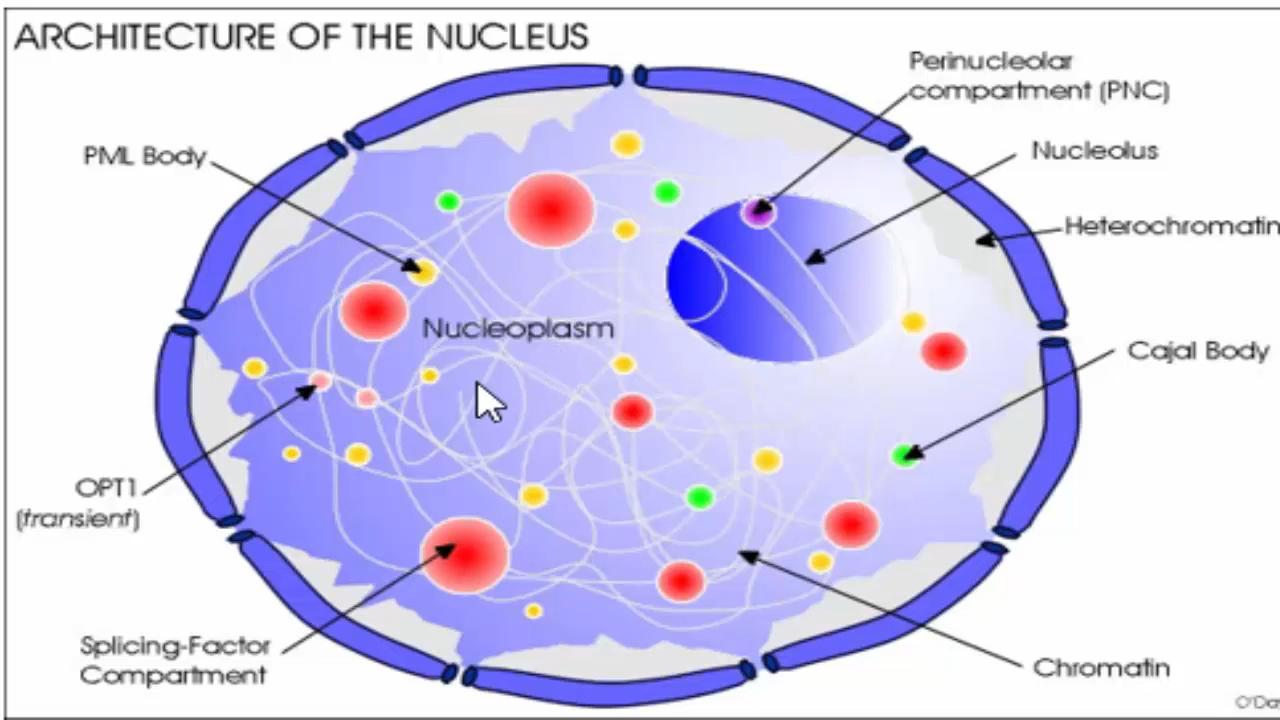 ARCHITECTURE OF THE NUCLEUS
Perinucleolar
compartment (PNC)
PML Body
Nucleolus
Heterochromatin
Nucleoplasm
Cajal Body
OPT1
(transient)
Splicing-Factor
Compartment
Chromatin